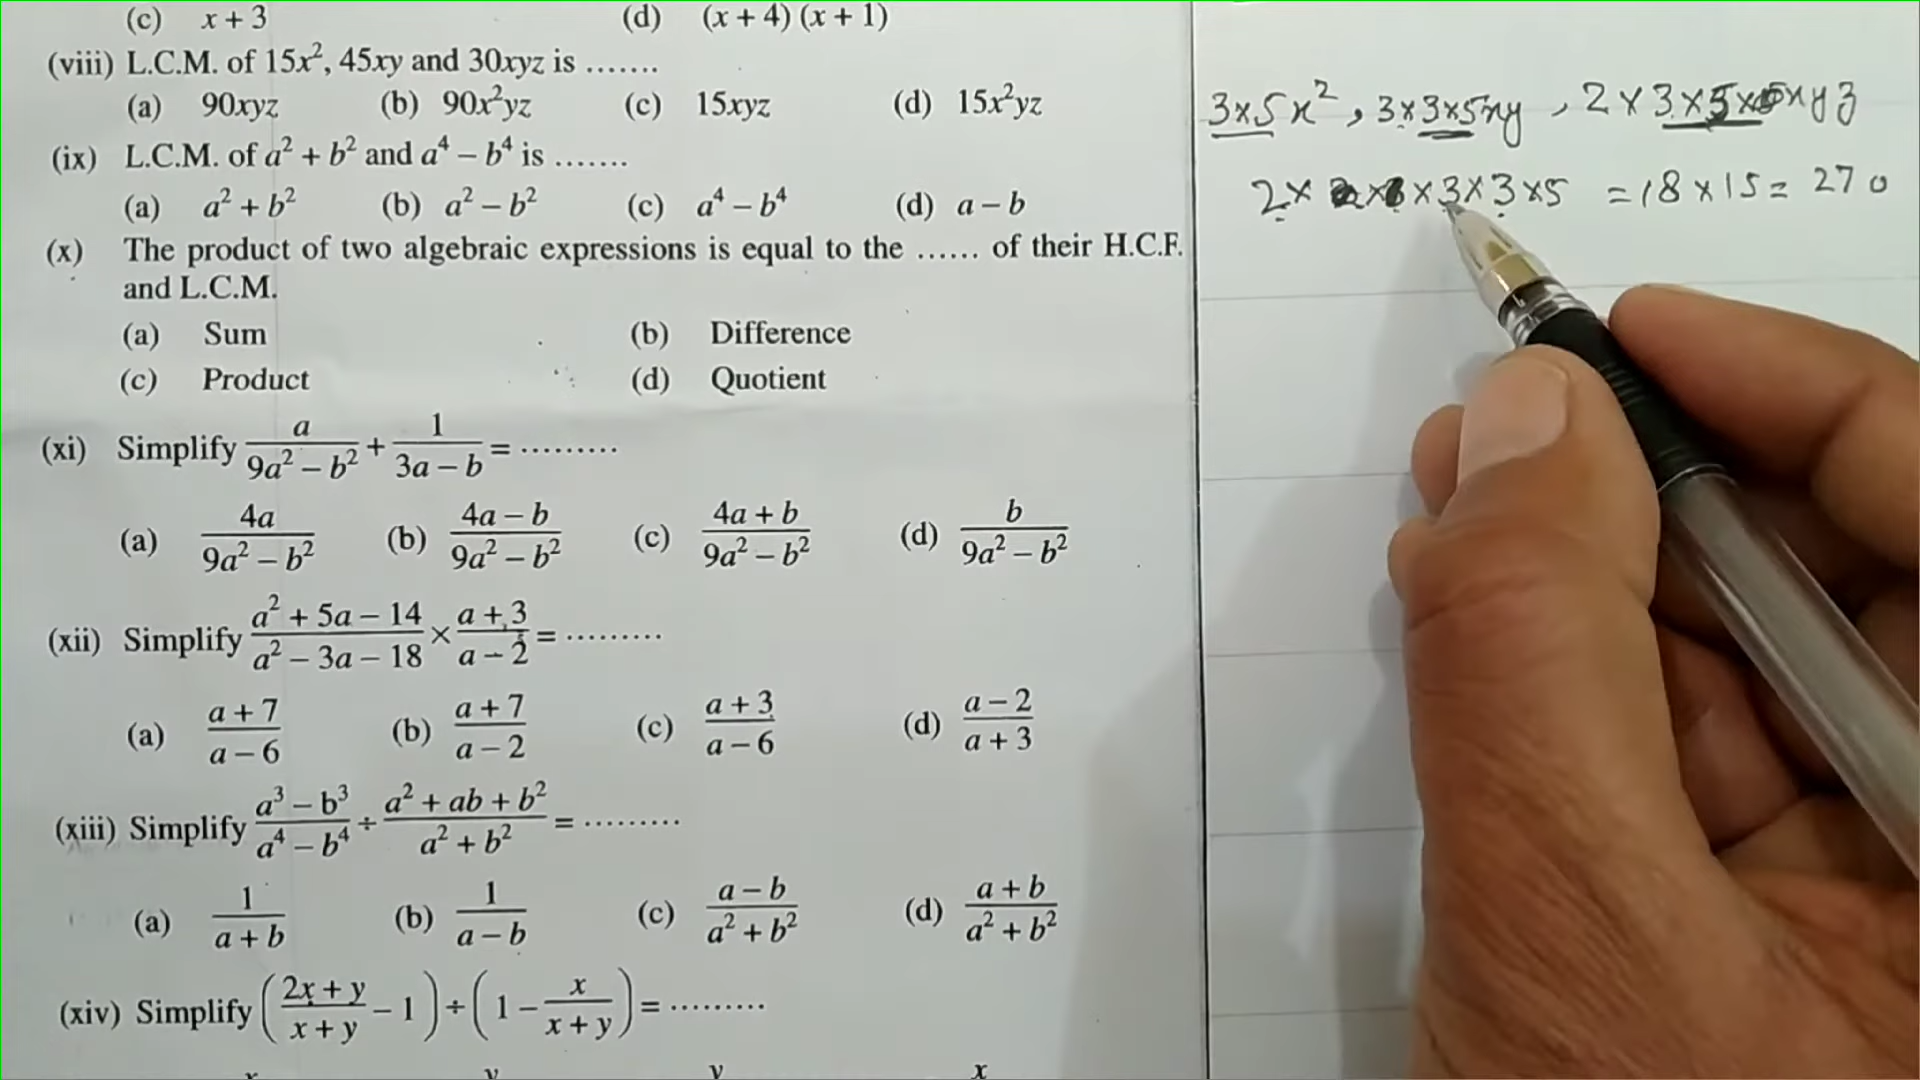 (c) x + 3 (d) (x + 4) (x + 1)
(viii) L.C.M. of 15x², 45xy and 30xyz is .......
(a) 90xyz (b) 90x²yz (c) 15xyz (d) 15x²yz
(ix) L.C.M. of a² + b² and a⁴ – b⁴ is .......
(a) a² + b² (b) a² – b² (c) a⁴ – b⁴ (d) a – b
(x) The product of two algebraic expressions is equal to the ...... of their H.C.F.
and L.C.M.
(a) Sum (b) Difference
(c) Product (d) Quotient
(xi) Simplify a/(9a² – b²) + 1/(3a – b) = .........
(a) 4a/(9a² – b²) (b) (4a – b)/(9a² – b²) (c) (4a + b)/(9a² – b²) (d) b/(9a² – b²)
(xii) Simplify (a² + 5a – 14)/(a² – 3a – 18) × (a + 3)/(a – 2) = .........
(a) (a + 7)/(a – 6) (b) (a + 7)/(a – 2) (c) (a + 3)/(a – 6) (d) (a – 2)/(a + 3)
(xiii) Simplify (a³ – b³)/(a⁴ – b⁴) ÷ (a² + ab + b²)/(a² + b²) = .........
(a) 1/(a + b) (b) 1/(a – b) (c) (a – b)/(a² + b²) (d) (a + b)/(a² + b²)
(xiv) Simplify ((2x + y)/(x + y) – 1) ÷ (1 – x/(x + y)) = .........
3×5x², 3×3×5xy, 2×3×5×xyz
2× ×3×3×5 = 18×15 = 270